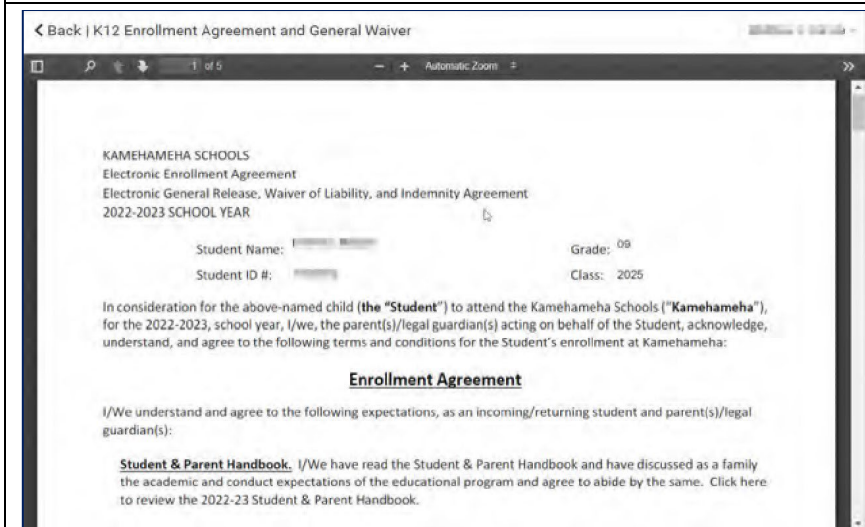 < Back | K12 Enrollment Agreement and General Waiver
1 of 5
− + Automatic Zoom
KAMEHAMEHA SCHOOLS
Electronic Enrollment Agreement
Electronic General Release, Waiver of Liability, and Indemnity Agreement
2022-2023 SCHOOL YEAR
Student Name: Grade: 09
Student ID #: Class: 2025
In consideration for the above-named child (the “Student”) to attend the Kamehameha Schools (“Kamehameha”),
for the 2022-2023, school year, I/we, the parent(s)/legal guardian(s) acting on behalf of the Student, acknowledge,
understand, and agree to the following terms and conditions for the Student’s enrollment at Kamehameha:
Enrollment Agreement
I/We understand and agree to the following expectations, as an incoming/returning student and parent(s)/legal
guardian(s):
Student & Parent Handbook. I/We have read the Student & Parent Handbook and have discussed as a family
the academic and conduct expectations of the educational program and agree to abide by the same. Click here
to review the 2022-23 Student & Parent Handbook.